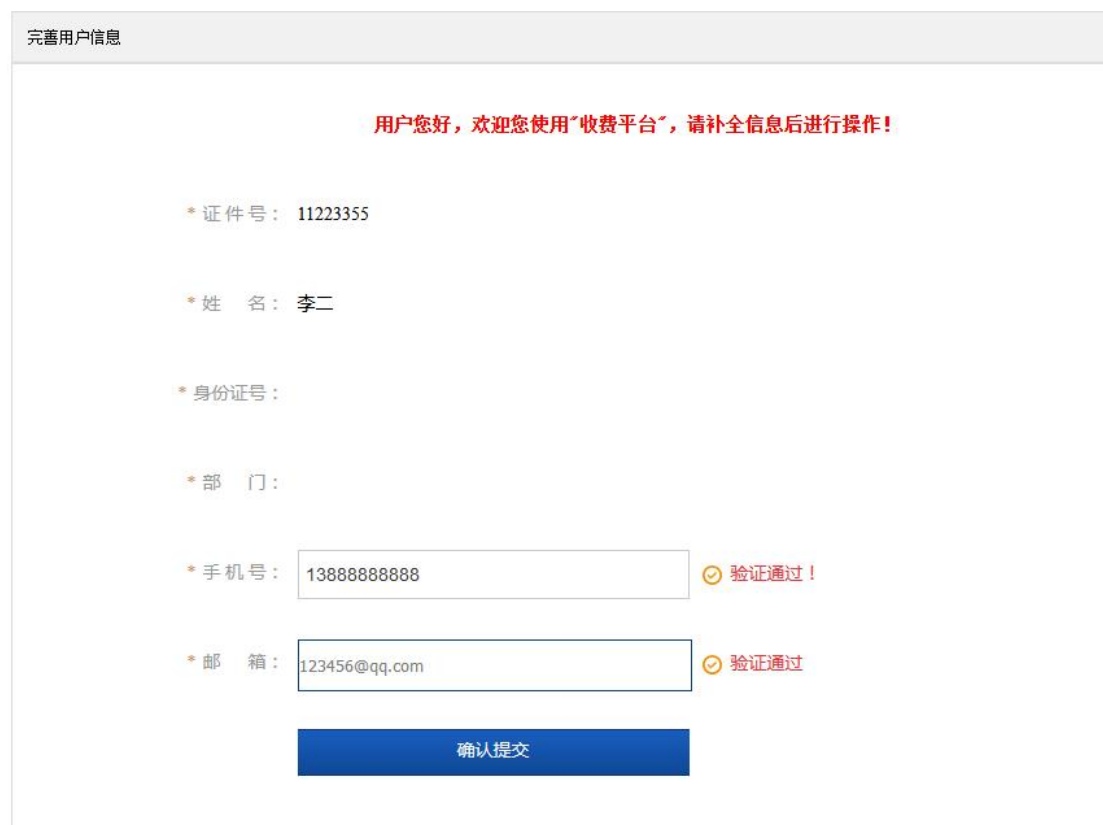 完善用户信息
用户您好，欢迎您使用"收费平台"，请补全信息后进行操作！
* 证 件 号： 11223355
* 姓 名： 李二
* 身份证号：
* 部 门：
* 手 机 号： 13888888888 验证通过！
* 邮 箱： 123456@qq.com 验证通过
确认提交